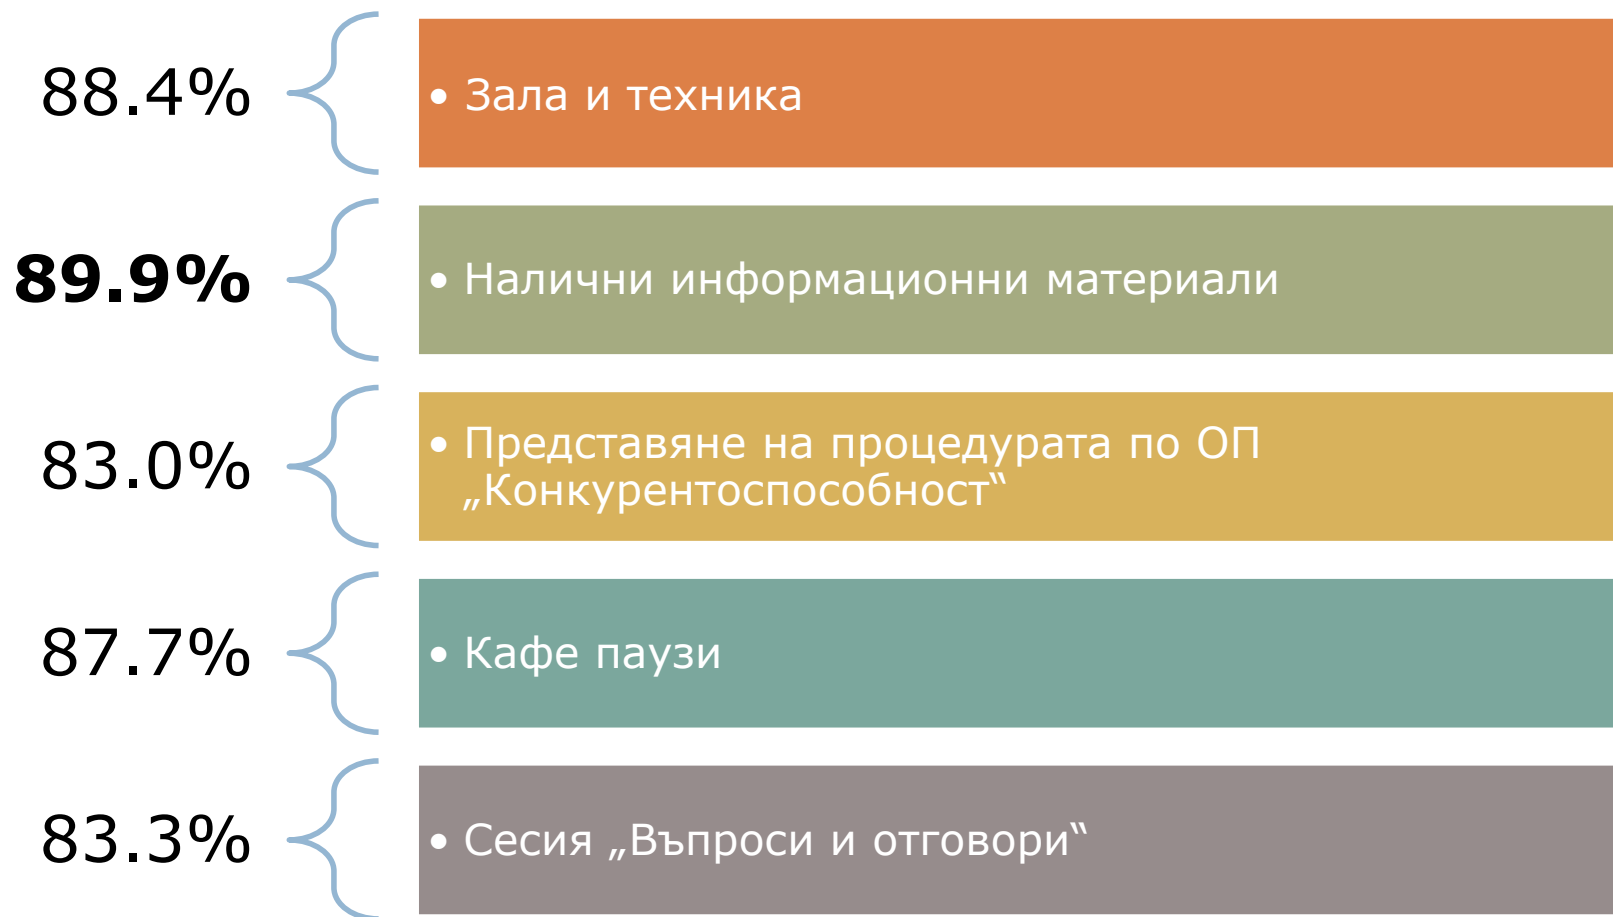 88.4%
• Зала и техника
89.9%
• Налични информационни материали
83.0%
• Представяне на процедурата по ОП
„Конкурентоспособност“
87.7%
• Кафе паузи
83.3%
• Сесия „Въпроси и отговори“